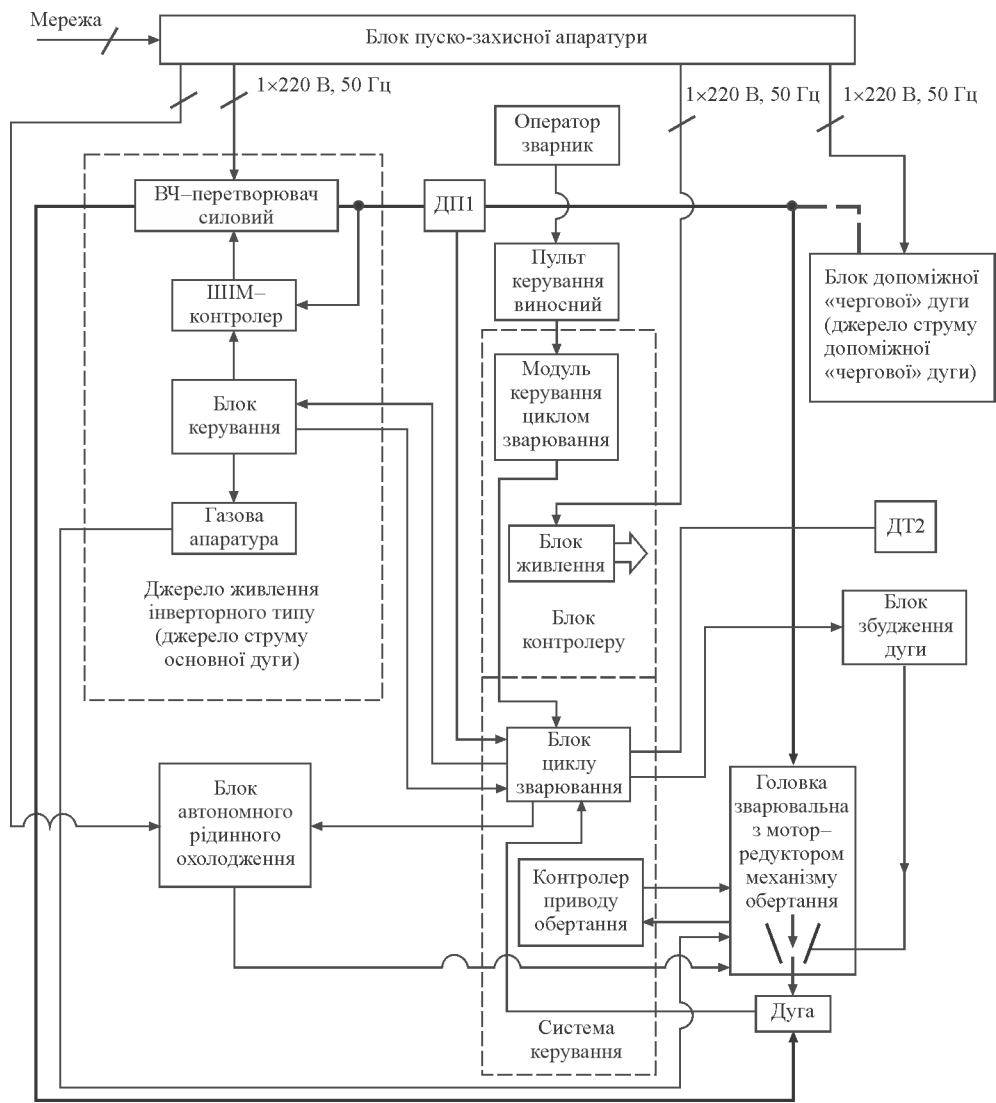 Мережа
Блок пуско-захисної апаратури
1×220 В, 50 Гц
1×220 В, 50 Гц
1×220 В, 50 Гц
Оператор
зварник
ВЧ–перетворювач
силовий
ДП1
Пульт
керування
виносний
Блок допоміжної
«чергової» дуги
(джерело струму
допоміжної
«чергової» дуги)
ШІМ–
контролер
Модуль
керування
циклом
зварювання
Блок
керування
Газова
апаратура
Блок
живлення
ДТ2
Джерело живлення
інверторного типу
(джерело струму
основної дуги)
Блок
контролеру
Блок
збудження
дуги
Блок
циклу
зварювання
Блок
автономного
рідинного
охолодження
Головка
зварювальна
з мотор–
редуктором
механізму
обертання
Контролер
приводу
обертання
Дуга
Система
керування